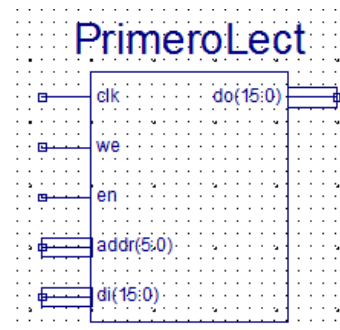 PrimeroLect
clk do(15:0)
we
en
addr(5:0)
di(15:0)